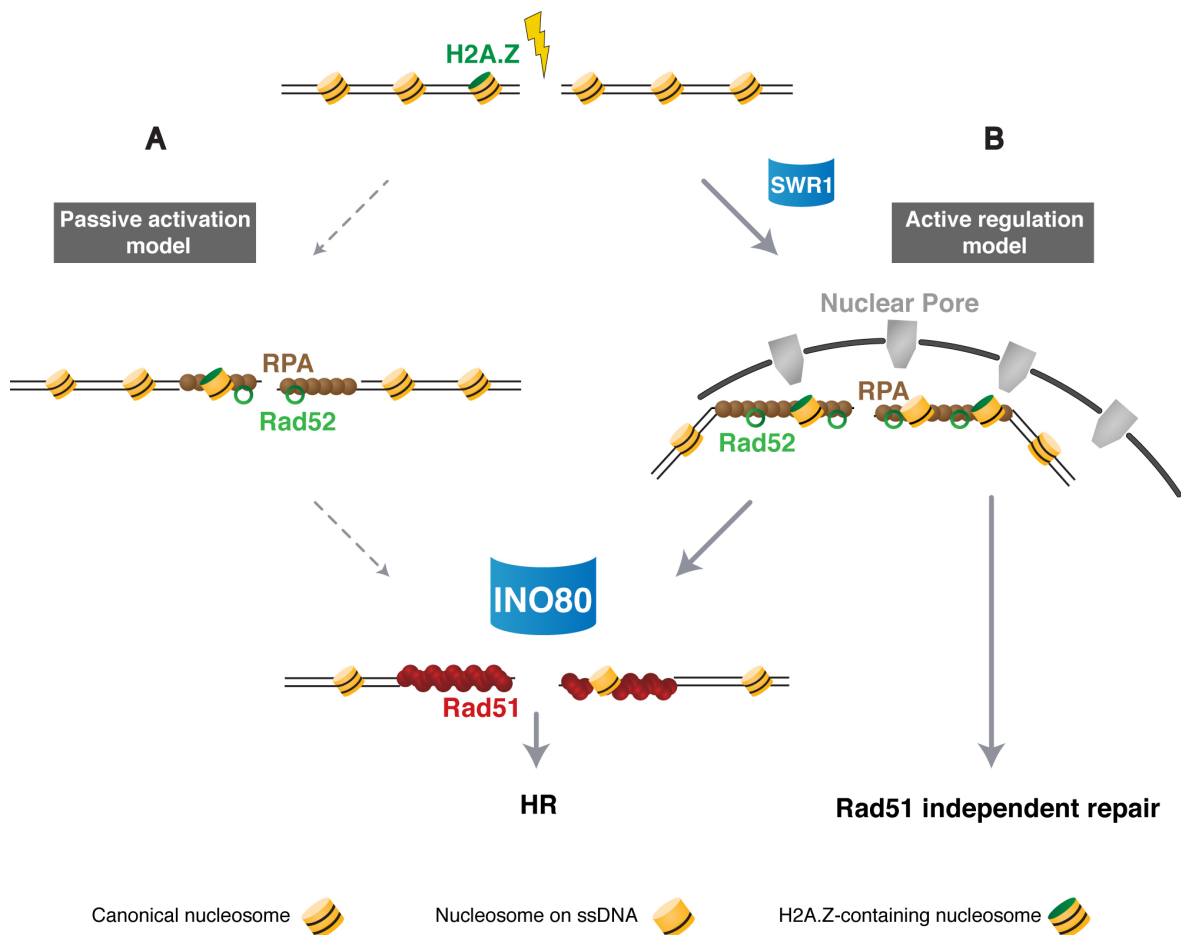 H2A.Z
A
B
SWR1
Passive activation
model
Active regulation
model
Nuclear Pore
RPA
Rad52
RPA
Rad52
INO80
Rad51
HR
Rad51 independent repair
Canonical nucleosome
Nucleosome on ssDNA
H2A.Z-containing nucleosome